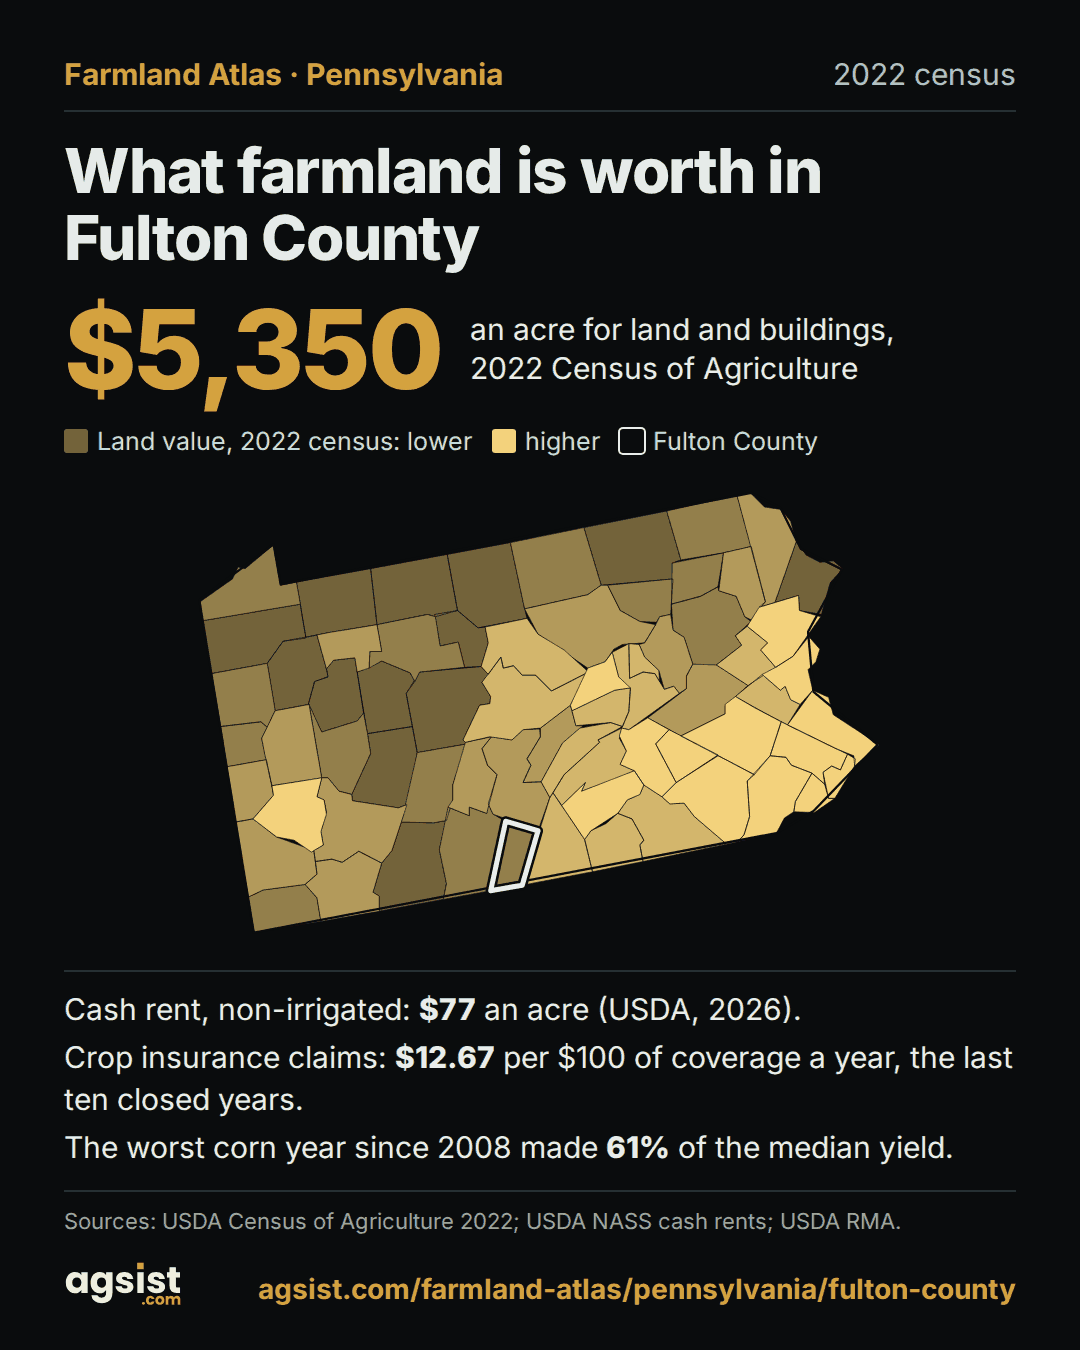 Farmland Atlas · Pennsylvania
2022 census
What farmland is worth in
Fulton County
$5,350
an acre for land and buildings,
2022 Census of Agriculture
Land value, 2022 census: lower
higher
Fulton County
Cash rent, non-irrigated: $77 an acre (USDA, 2026).
Crop insurance claims: $12.67 per $100 of coverage a year, the last
ten closed years.
The worst corn year since 2008 made 61% of the median yield.
Sources: USDA Census of Agriculture 2022; USDA NASS cash rents; USDA RMA.
agsist
.com
agsist.com/farmland-atlas/pennsylvania/fulton-county